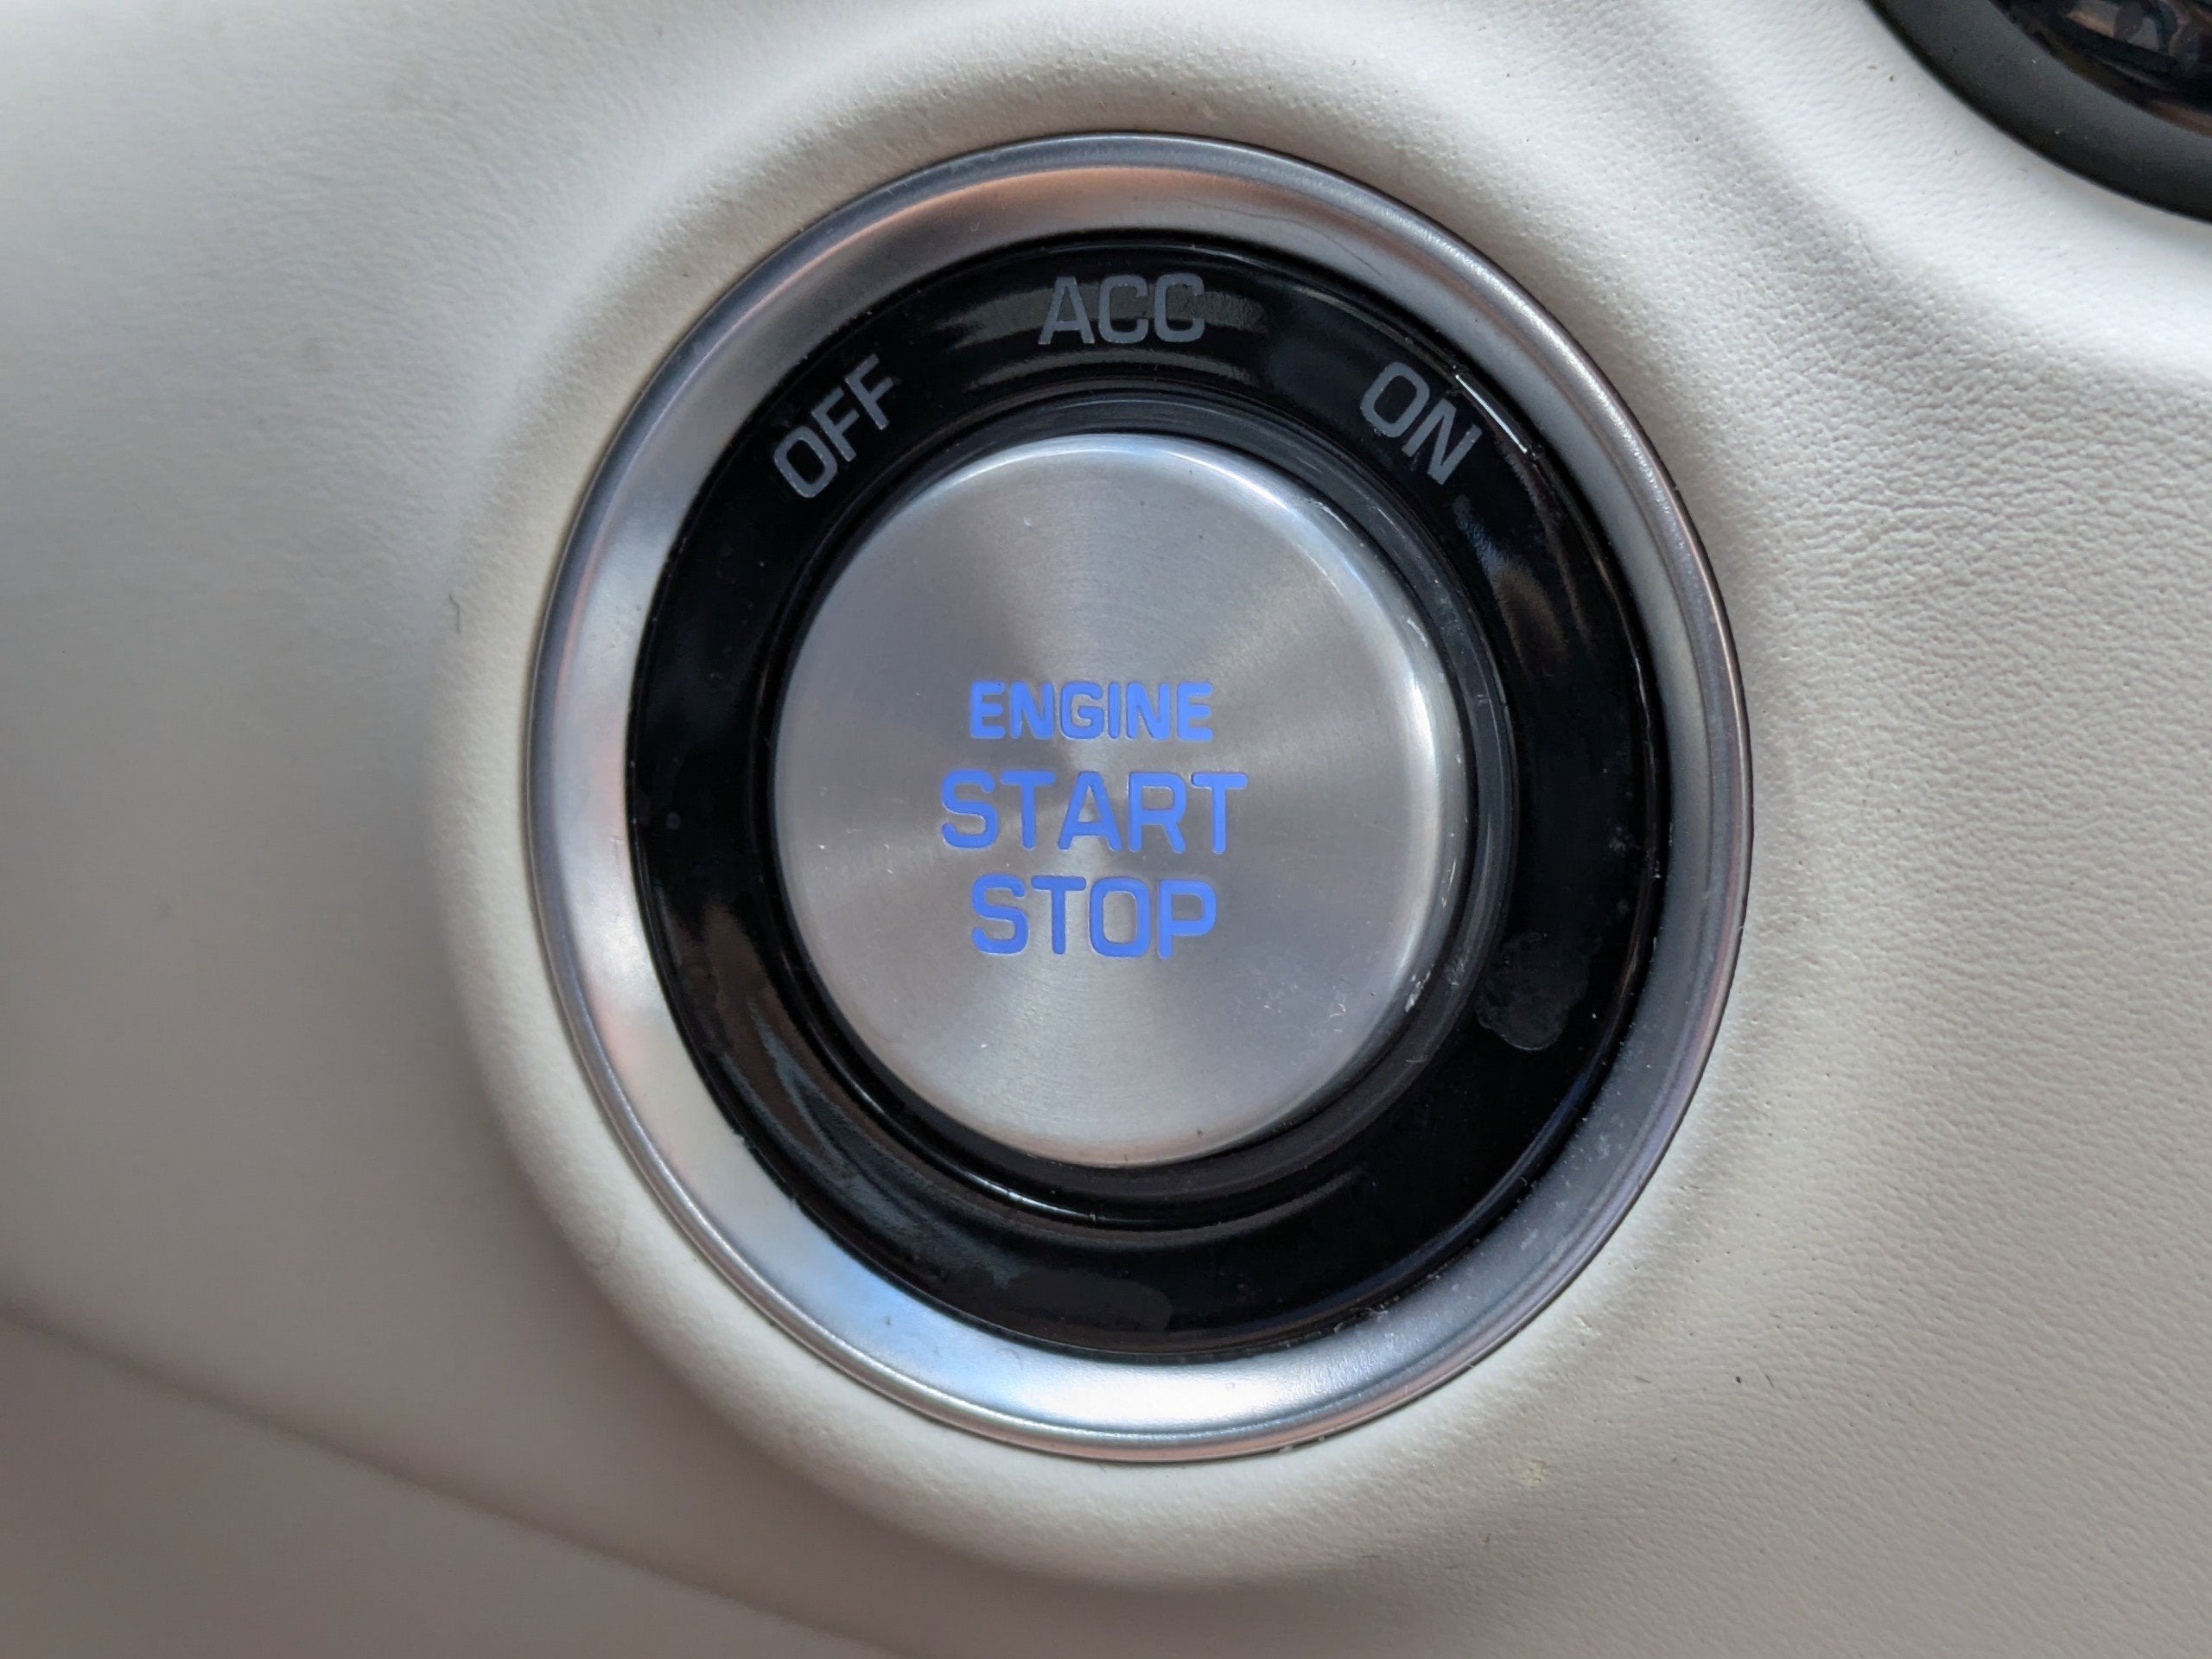 OFF
ACC
ON
ENGINE
START
STOP